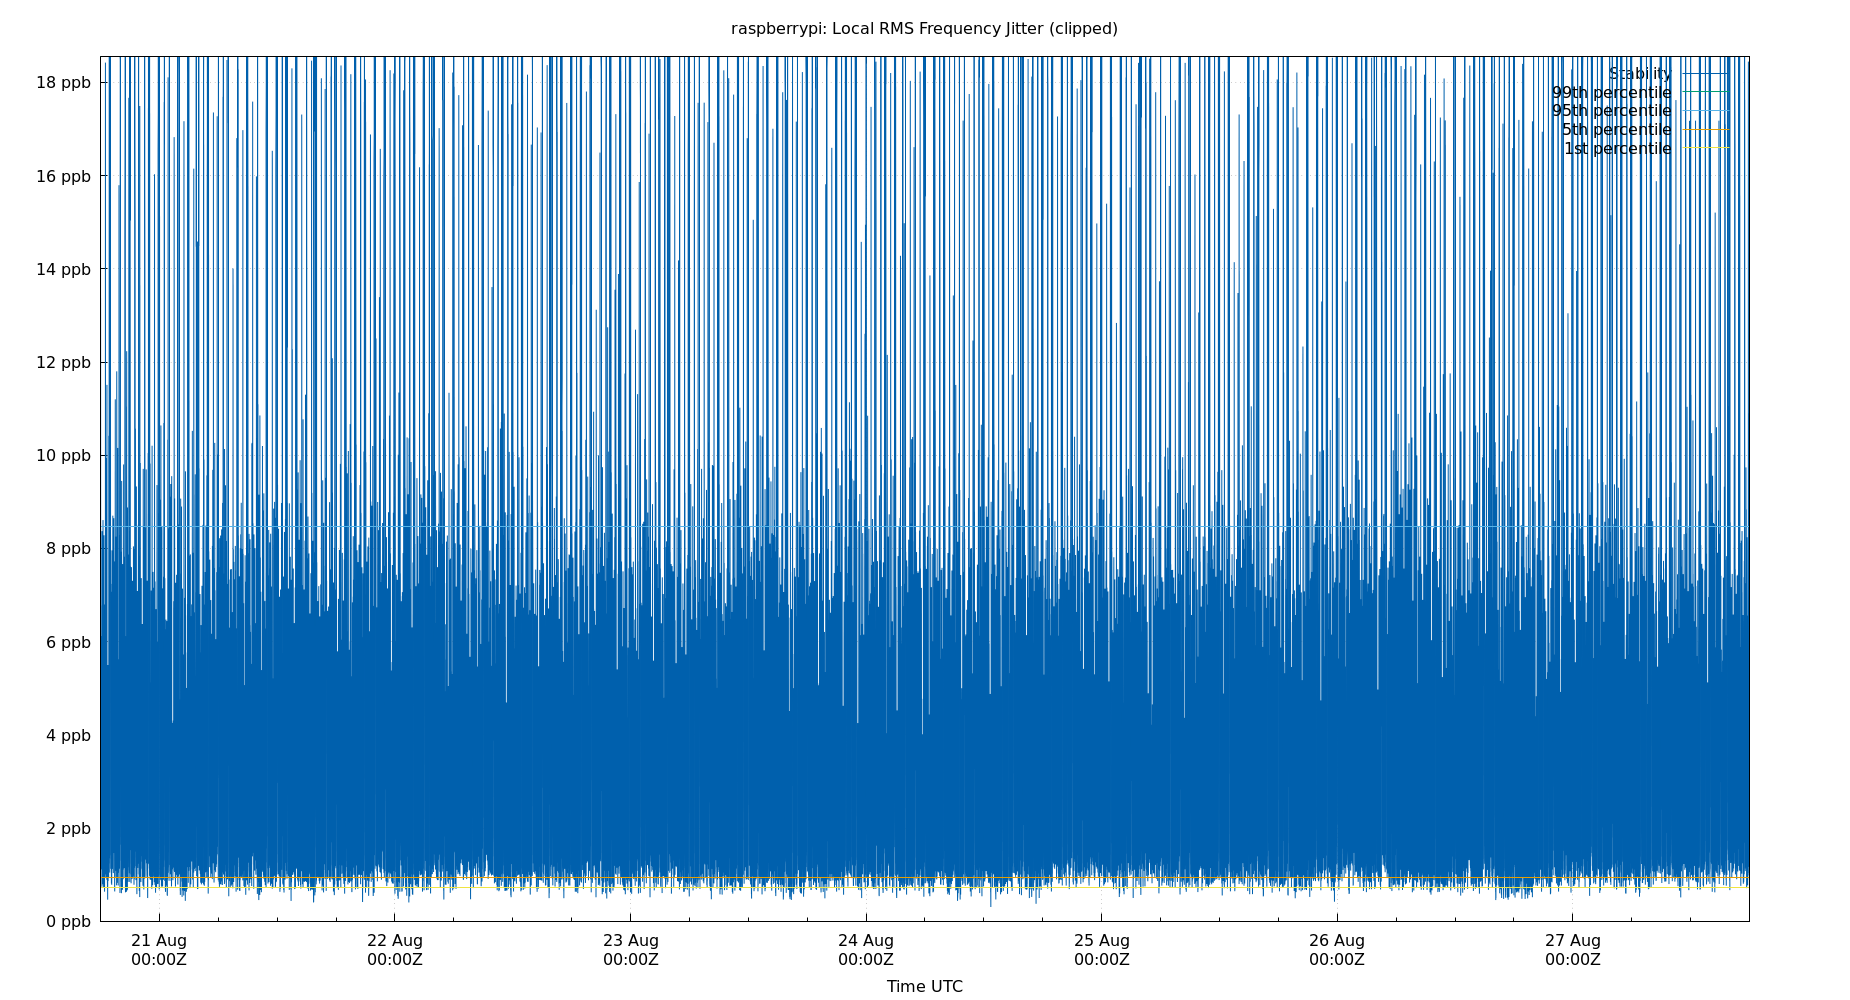 raspberrypi: Local RMS Frequency Jitter (clipped)
18 ppb
16 ppb
14 ppb
12 ppb
10 ppb
8 ppb
6 ppb
4 ppb
2 ppb
0 ppb
Stability
99th percentile
95th percentile
5th percentile
1st percentile
21 Aug
00:00Z
22 Aug
00:00Z
23 Aug
00:00Z
24 Aug
00:00Z
25 Aug
00:00Z
26 Aug
00:00Z
27 Aug
00:00Z
Time UTC